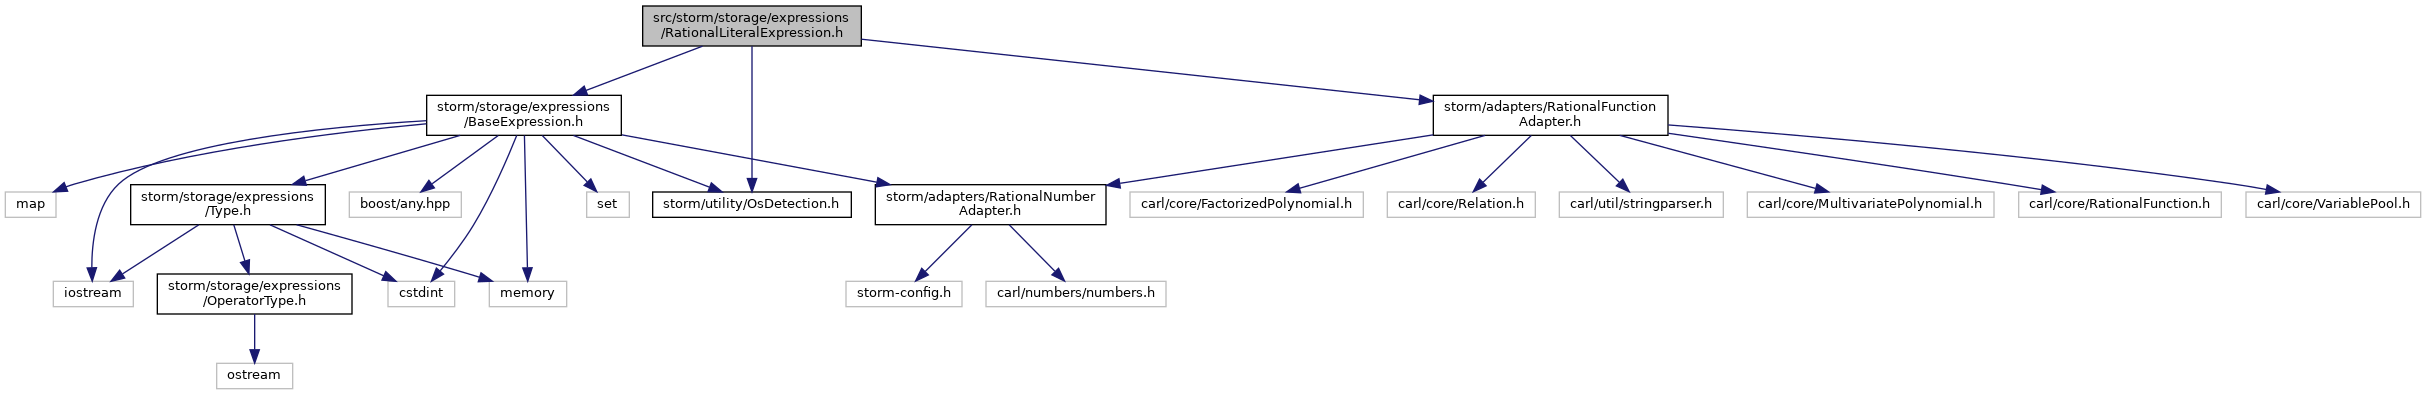 src/storm/storage/expressions
/RationalLiteralExpression.h
storm/storage/expressions
/BaseExpression.h
storm/adapters/RationalFunction
Adapter.h
map
storm/storage/expressions
/Type.h
boost/any.hpp
set
storm/utility/OsDetection.h
storm/adapters/RationalNumber
Adapter.h
carl/core/FactorizedPolynomial.h
carl/core/Relation.h
carl/util/stringparser.h
carl/core/MultivariatePolynomial.h
carl/core/RationalFunction.h
carl/core/VariablePool.h
iostream
storm/storage/expressions
/OperatorType.h
cstdint
memory
storm-config.h
carl/numbers/numbers.h
ostream